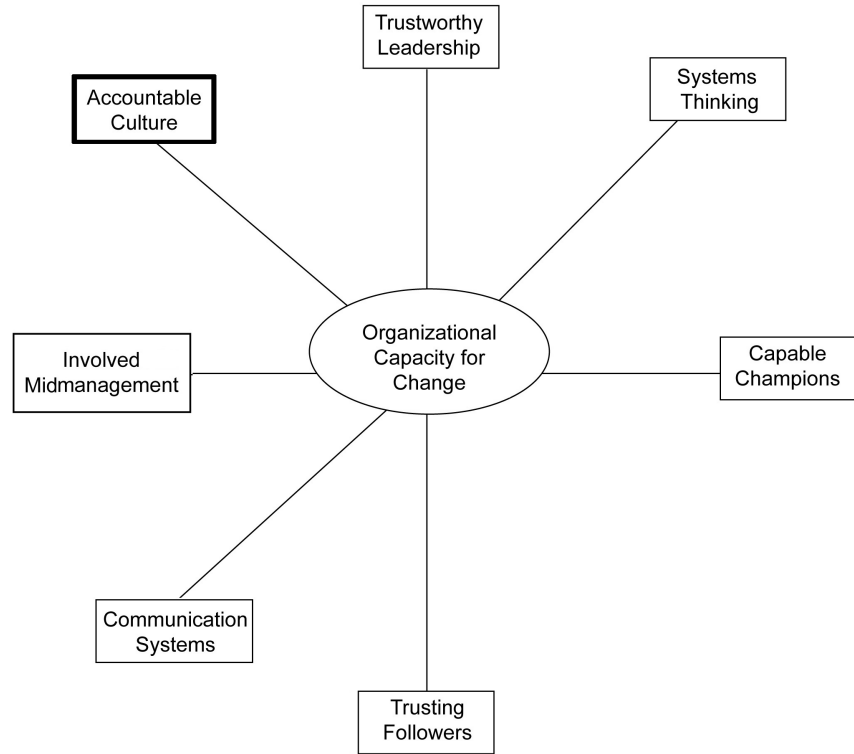 Trustworthy
Leadership
Systems
Thinking
Accountable
Culture
Organizational
Capacity for
Change
Involved
Midmanagement
Capable
Champions
Communication
Systems
Trusting
Followers